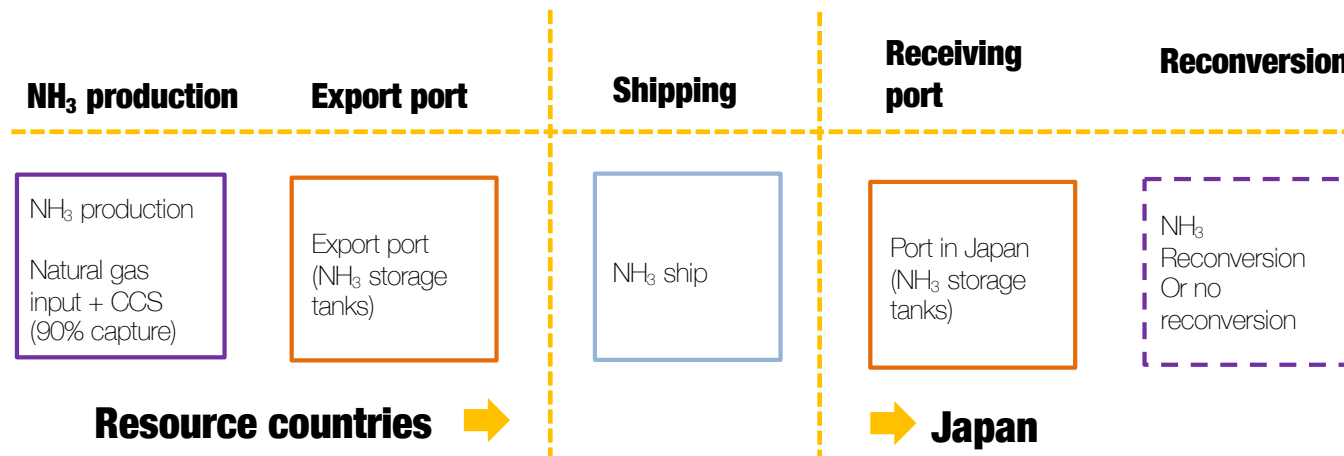 NH₃ production
Export port
Shipping
Receiving
port
Reconversion
NH₃ production
Natural gas
input + CCS
(90% capture)
Export port
(NH₃ storage
tanks)
NH₃ ship
Port in Japan
(NH₃ storage
tanks)
NH₃
Reconversion
Or no
reconversion
Resource countries
Japan